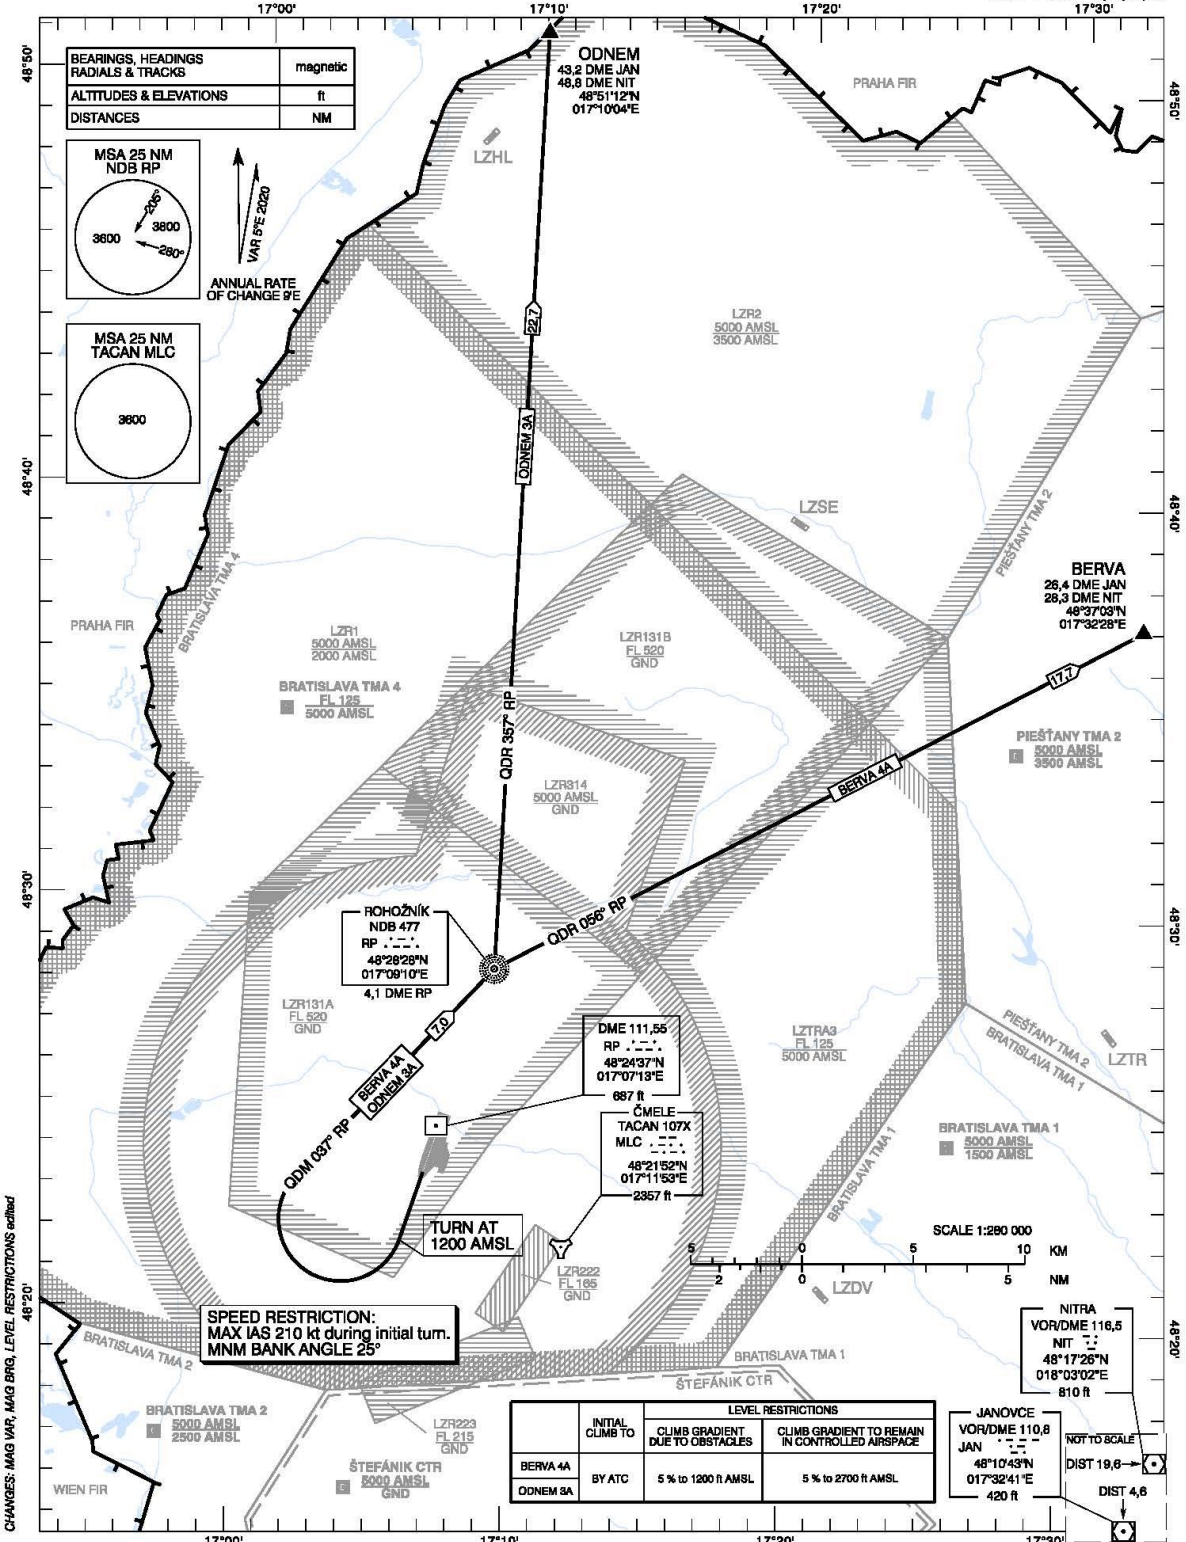 17°00'
17°10'
17°20'
17°30'
48°50'
48°50'
BEARINGS, HEADINGS
RADIALS & TRACKS
magnetic
ALTITUDES & ELEVATIONS
ft
DISTANCES
NM
ODNEM
43,2 DME JAN
48,8 DME NIT
48°51'12"N
017°10'04"E
PRAHA FIR
LZHL
MSA 25 NM
NDB RP
205°
3600
3800
280°
VAR 5°E 2020
ANNUAL RATE
OF CHANGE 9'E
MSA 25 NM
TACAN MLC
3600
22,7
LZR2
5000 AMSL
3500 AMSL
ODNEM 3A
48°40'
48°40'
LZSE
PIEŠŤANY TMA 2
BRATISLAVA TMA 4
BERVA
26,4 DME JAN
28,3 DME NIT
48°37'03"N
017°32'28"E
PRAHA FIR
LZR1
5000 AMSL
2000 AMSL
LZR131B
FL 520
GND
BRATISLAVA TMA 4
FL 125
5000 AMSL
C
17,7
QDR 357° RP
PIEŠŤANY TMA 2
5000 AMSL
3500 AMSL
C
BERVA 4A
LZR314
5000 AMSL
GND
48°30'
48°30'
QDR 056° RP
ROHOŽNÍK
NDB 477
RP
48°28'28"N
017°09'10"E
4,1 DME RP
LZR131A
FL 520
GND
7,0
DME 111,55
RP
48°24'37"N
017°07'13"E
687 ft
LZTRA3
FL 125
5000 AMSL
PIEŠŤANY TMA 2
BRATISLAVA TMA 1
LZTR
BERVA 4A
ODNEM 3A
QDM 037° RP
ČMELE
TACAN 107X
MLC
48°21'52"N
017°11'53"E
2357 ft
BRATISLAVA TMA 1
5000 AMSL
1500 AMSL
C
BRATISLAVA TMA 1
TURN AT
1200 AMSL
SCALE 1:280 000
5 0 5 10 KM
2 0 5 NM
LZR222
FL 165
GND
LZDV
48°20'
48°20'
SPEED RESTRICTION:
MAX IAS 210 kt during initial turn.
MNM BANK ANGLE 25°
NITRA
VOR/DME 116,5
NIT
48°17'26"N
018°03'02"E
810 ft
BRATISLAVA TMA 2
BRATISLAVA TMA 1
ŠTEFÁNIK CTR
BRATISLAVA TMA 2
5000 AMSL
2500 AMSL
C
LZR223
FL 215
GND
INITIAL
CLIMB TO
LEVEL RESTRICTIONS
CLIMB GRADIENT
DUE TO OBSTACLES
CLIMB GRADIENT TO REMAIN
IN CONTROLLED AIRSPACE
BERVA 4A
ODNEM 3A
BY ATC
5 % to 1200 ft AMSL
5 % to 2700 ft AMSL
JANOVCE
VOR/DME 110,8
JAN
48°10'43"N
017°32'41"E
420 ft
NOT TO SCALE
DIST 19,6
DIST 4,6
ŠTEFÁNIK CTR
5000 AMSL
GND
C
WIEN FIR
17°00'
17°10'
17°20'
17°30'
CHANGES: MAG VAR, MAG BRG, LEVEL RESTRICTIONS edited